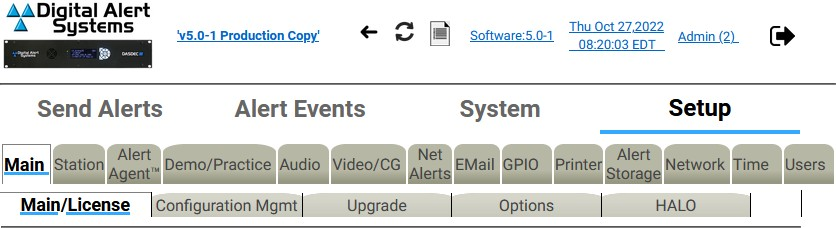 Digital Alert
Systems
'v5.0-1 Production Copy'
Software:5.0-1
Thu Oct 27,2022
08:20:03 EDT
Admin (2)
Send Alerts
Alert Events
System
Setup
Main
Station
Alert
Agent™
Demo/Practice
Audio
Video/CG
Net
Alerts
EMail
GPIO
Printer
Alert
Storage
Network
Time
Users
Main/License
Configuration Mgmt
Upgrade
Options
HALO